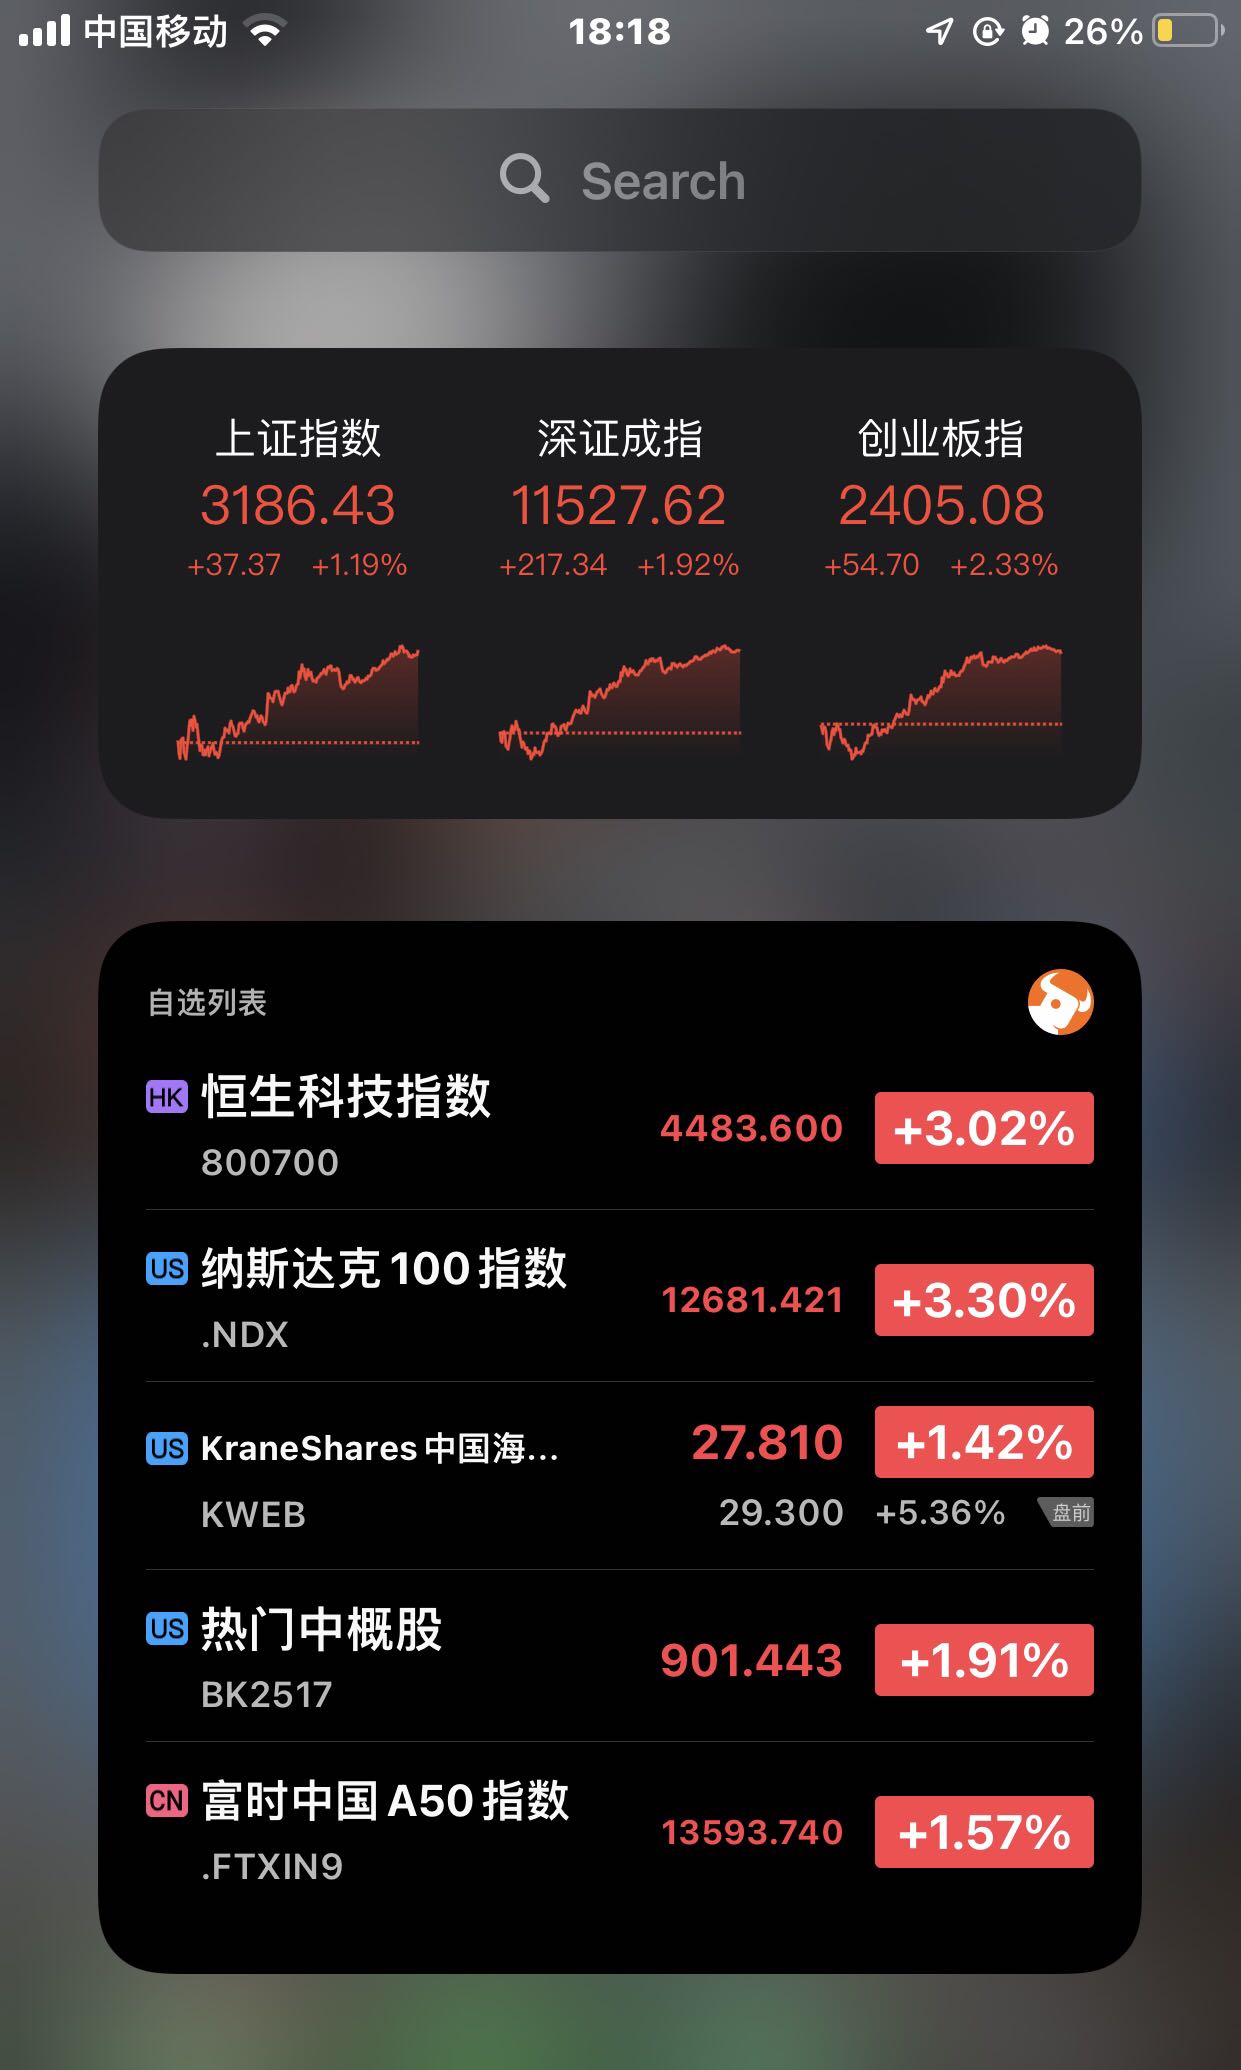 中国移动 18:18 26%
Search
上证指数 深证成指 创业板指
3186.43 11527.62 2405.08
+37.37 +1.19% +217.34 +1.92% +54.70 +2.33%
自选列表
HK 恒生科技指数 4483.600 +3.02%
800700
US 纳斯达克100指数 12681.421 +3.30%
.NDX
US KraneShares中国海... 27.810 +1.42%
KWEB 29.300 +5.36% 盘前
US 热门中概股 901.443 +1.91%
BK2517
CN 富时中国A50指数 13593.740 +1.57%
.FTXIN9